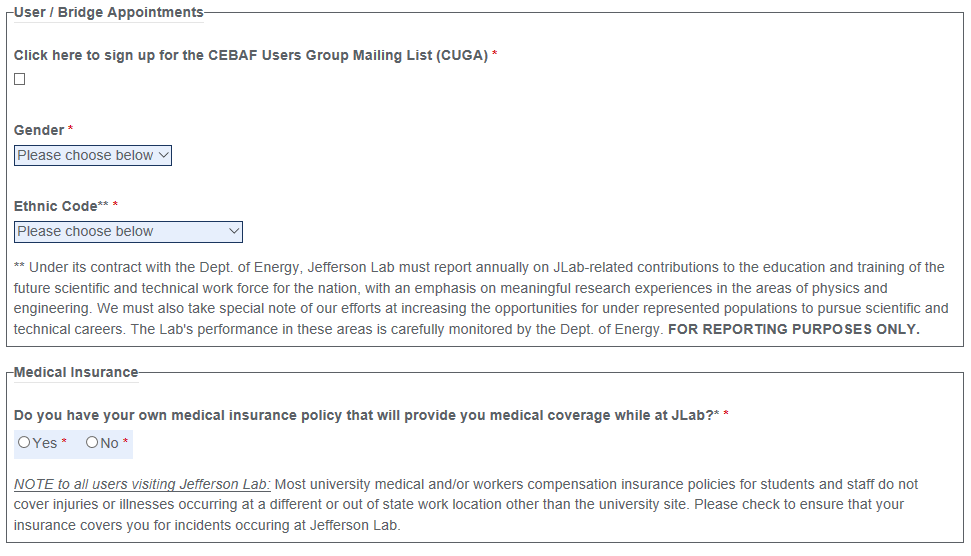 User / Bridge Appointments
Click here to sign up for the CEBAF Users Group Mailing List (CUGA) *
Gender *
Please choose below
Ethnic Code** *
Please choose below
** Under its contract with the Dept. of Energy, Jefferson Lab must report annually on JLab-related contributions to the education and training of the
future scientific and technical work force for the nation, with an emphasis on meaningful research experiences in the areas of physics and
engineering. We must also take special note of our efforts at increasing the opportunities for under represented populations to pursue scientific and
technical careers. The Lab's performance in these areas is carefully monitored by the Dept. of Energy. FOR REPORTING PURPOSES ONLY.
Medical Insurance
Do you have your own medical insurance policy that will provide you medical coverage while at JLab?* *
Yes * No *
NOTE to all users visiting Jefferson Lab: Most university medical and/or workers compensation insurance policies for students and staff do not
cover injuries or illnesses occurring at a different or out of state work location other than the university site. Please check to ensure that your
insurance covers you for incidents occuring at Jefferson Lab.